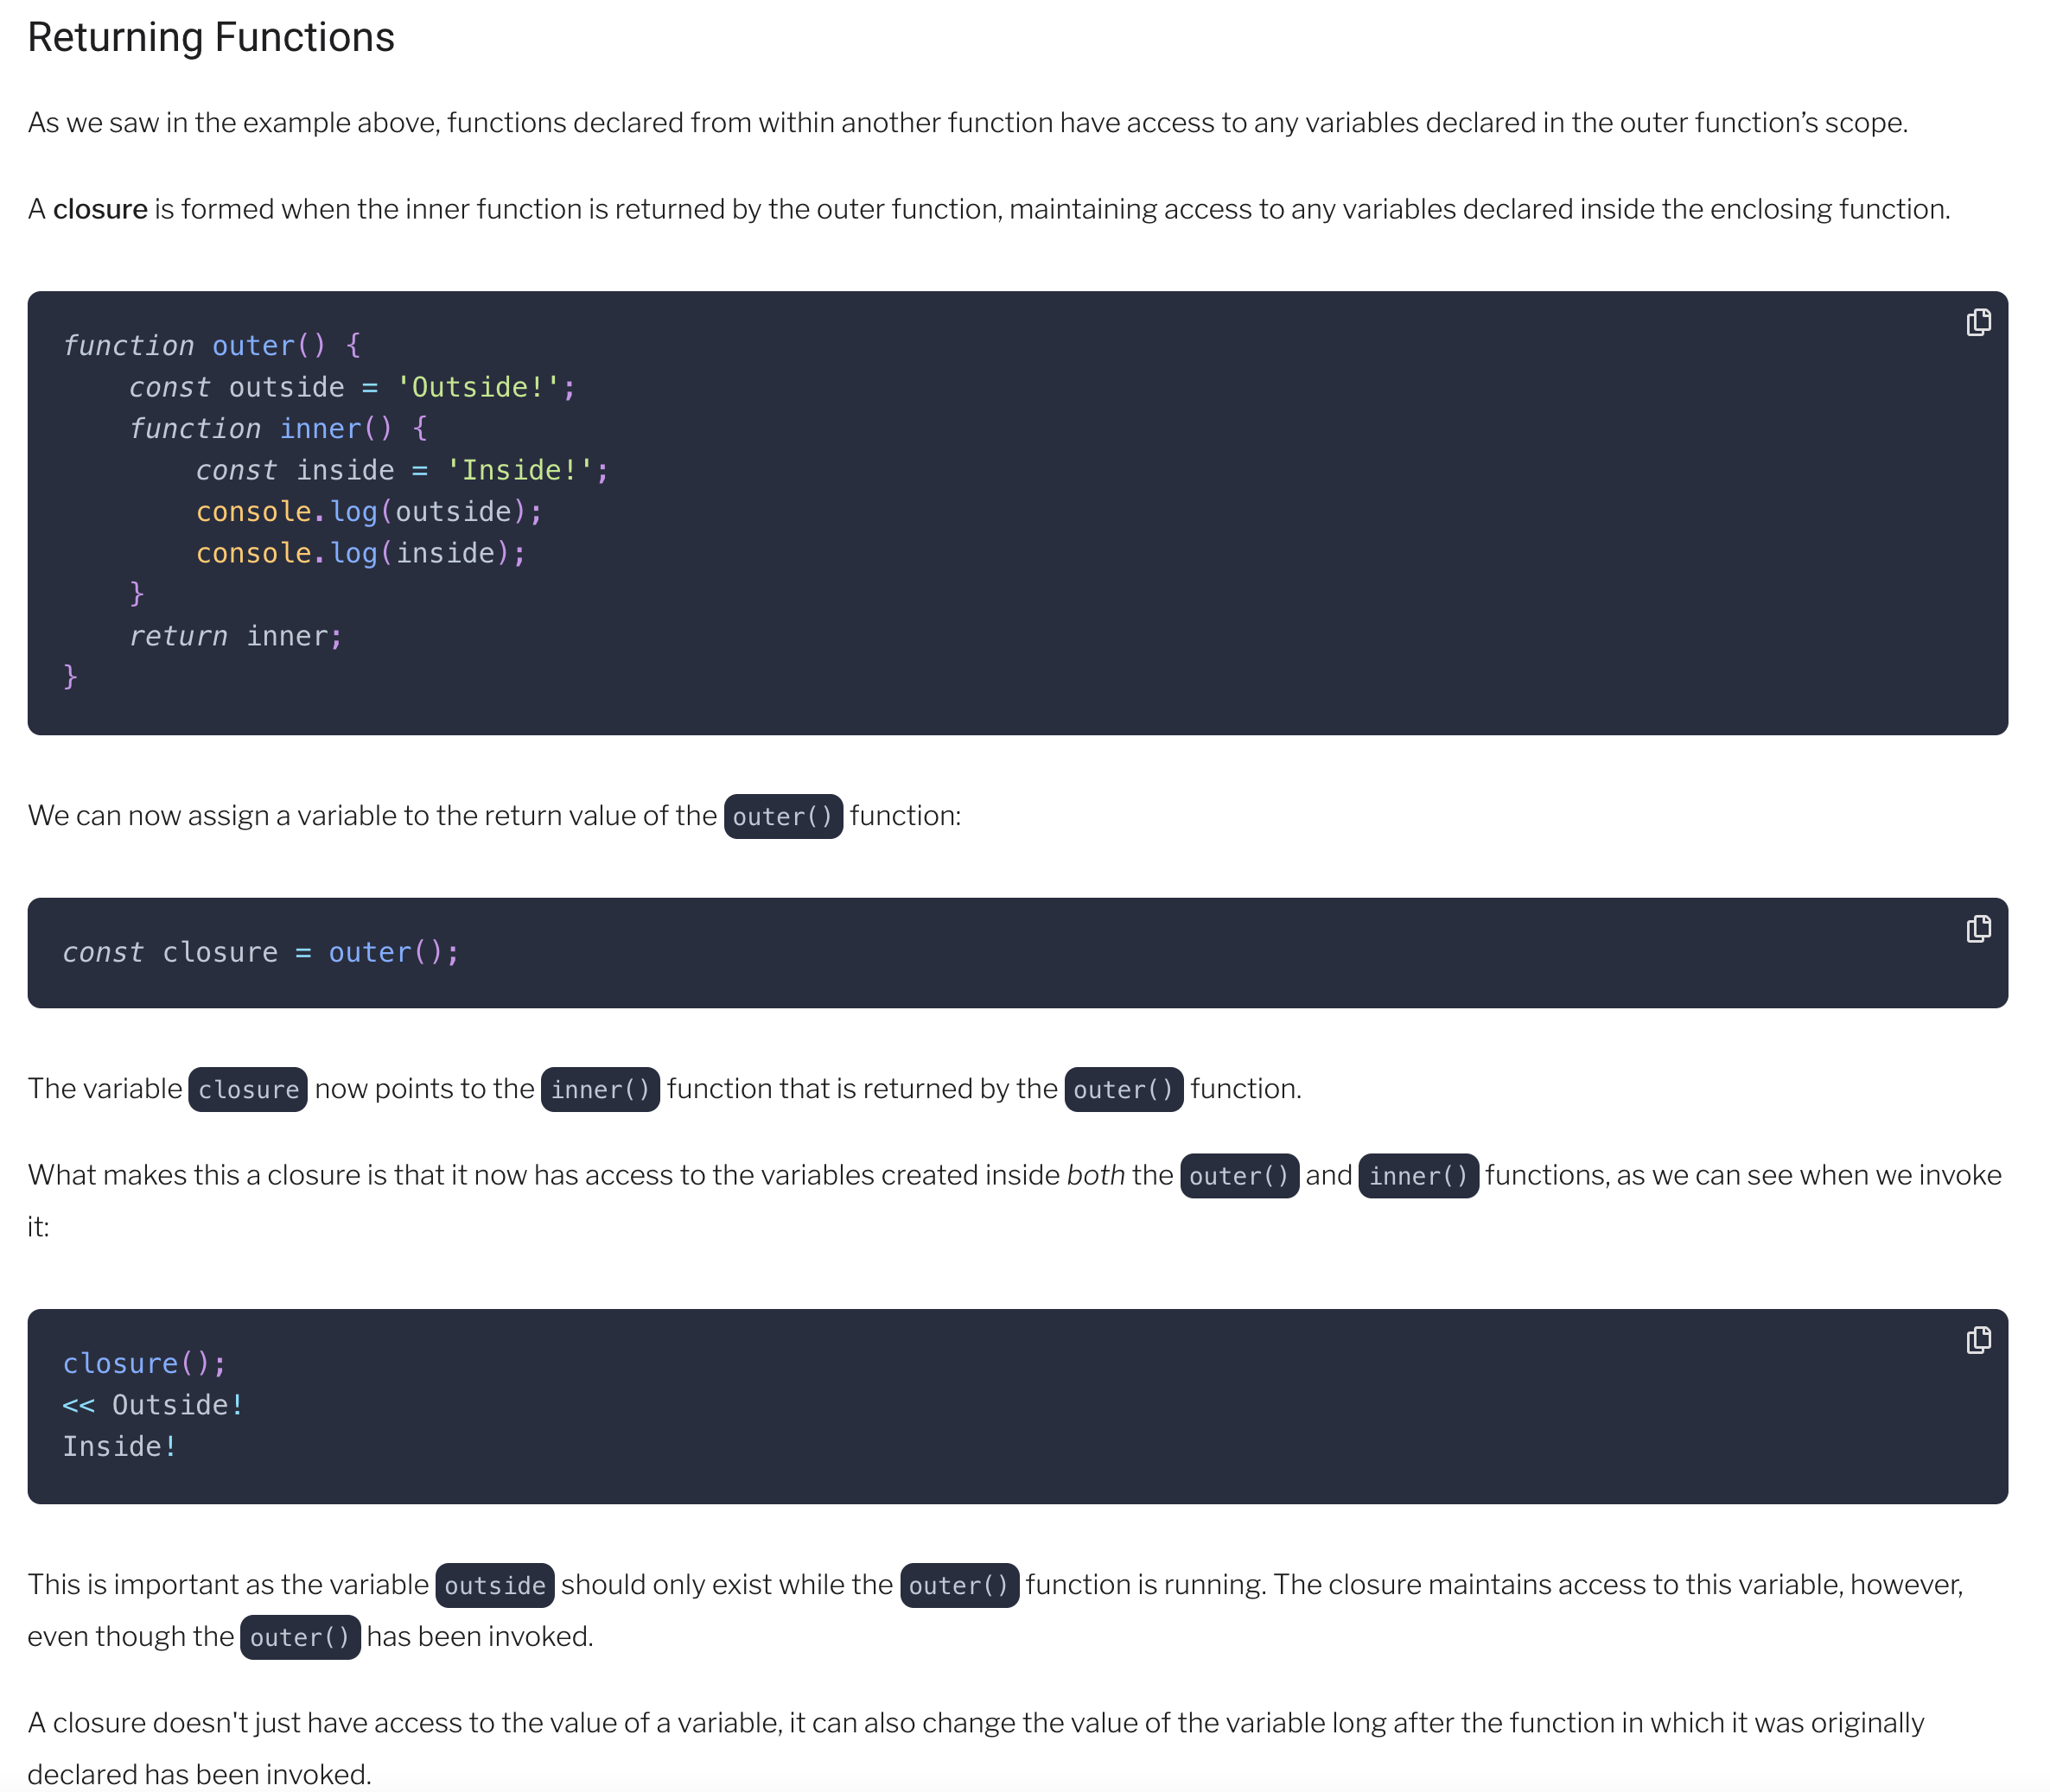 Returning Functions
As we saw in the example above, functions declared from within another function have access to any variables declared in the outer function’s scope.
A closure is formed when the inner function is returned by the outer function, maintaining access to any variables declared inside the enclosing function.
function outer() {
    const outside = 'Outside!';
    function inner() {
        const inside = 'Inside!';
        console.log(outside);
        console.log(inside);
    }
    return inner;
}
We can now assign a variable to the return value of the outer() function:
const closure = outer();
The variable closure now points to the inner() function that is returned by the outer() function.
What makes this a closure is that it now has access to the variables created inside both the outer() and inner() functions, as we can see when we invoke
it:
closure();
<< Outside!
Inside!
This is important as the variable outside should only exist while the outer() function is running. The closure maintains access to this variable, however,
even though the outer() has been invoked.
A closure doesn't just have access to the value of a variable, it can also change the value of the variable long after the function in which it was originally
declared has been invoked.